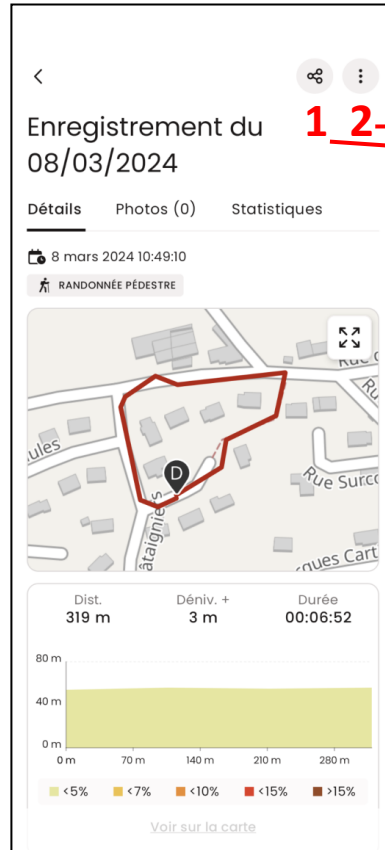 Enregistrement du
08/03/2024
1 2-
Détails Photos (0) Statistiques
8 mars 2024 10:49:10
RANDONNÉE PÉDESTRE
Rue
Ru
ules
D
Rue Surco
âtaigniers
ques Cart
Dist. Déniv. + Durée
319 m 3 m 00:06:52
80 m
40 m
0 m
0 m 70 m 140 m 210 m 280 m
<5% <7% <10% <15% >15%
Voir sur la carte